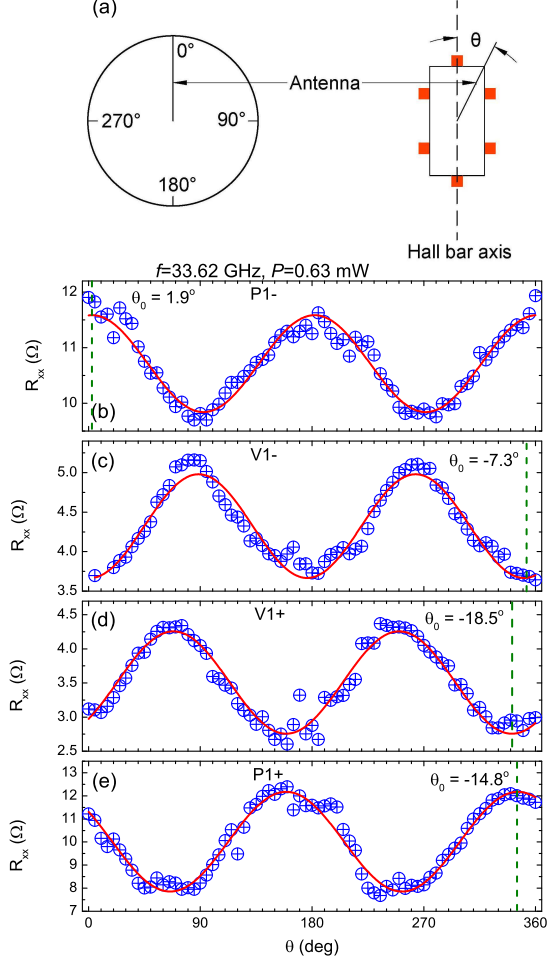 (a)
0°
θ
Antenna
270°
90°
180°
Hall bar axis
f=33.62 GHz, P=0.63 mW
12
θ₀ = 1.9°
P1-
11
Rxx (Ω)
10
(b)
(c)
V1-
θ₀ = -7.3°
5.0
4.5
Rxx (Ω)
4.0
3.5
4.5
(d)
V1+
θ₀ = -18.5°
4.0
3.5
Rxx (Ω)
3.0
2.5
13
(e)
P1+
θ₀ = -14.8°
12
11
10
Rxx (Ω)
9
8
7
0 90 180 270 360
θ (deg)